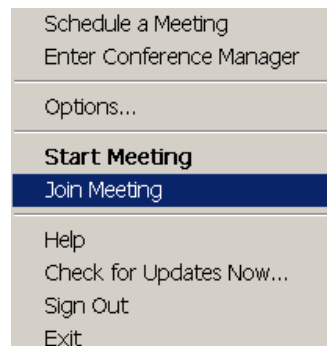 Schedule a Meeting
Enter Conference Manager
Options...
Start Meeting
Join Meeting
Help
Check for Updates Now...
Sign Out
Exit